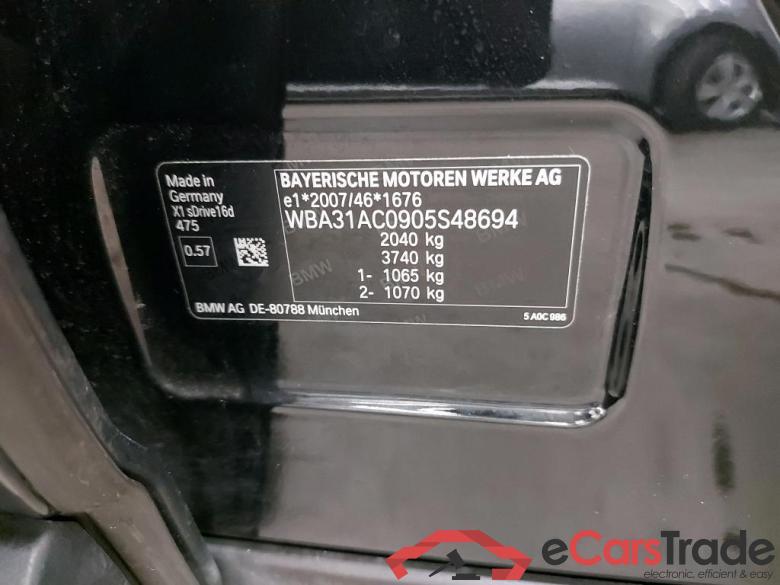 Made in
Germany
X1 sDrive16d
475
0.57
BAYERISCHE MOTOREN WERKE AG
e1*2007/46*1676
WBA31AC0905S48694
2040 kg
3740 kg
1- 1065 kg
2- 1070 kg
BMW AG DE-80788 München
5 A0C 986
BMW
eCarsTrade
electronic, efficient & easy